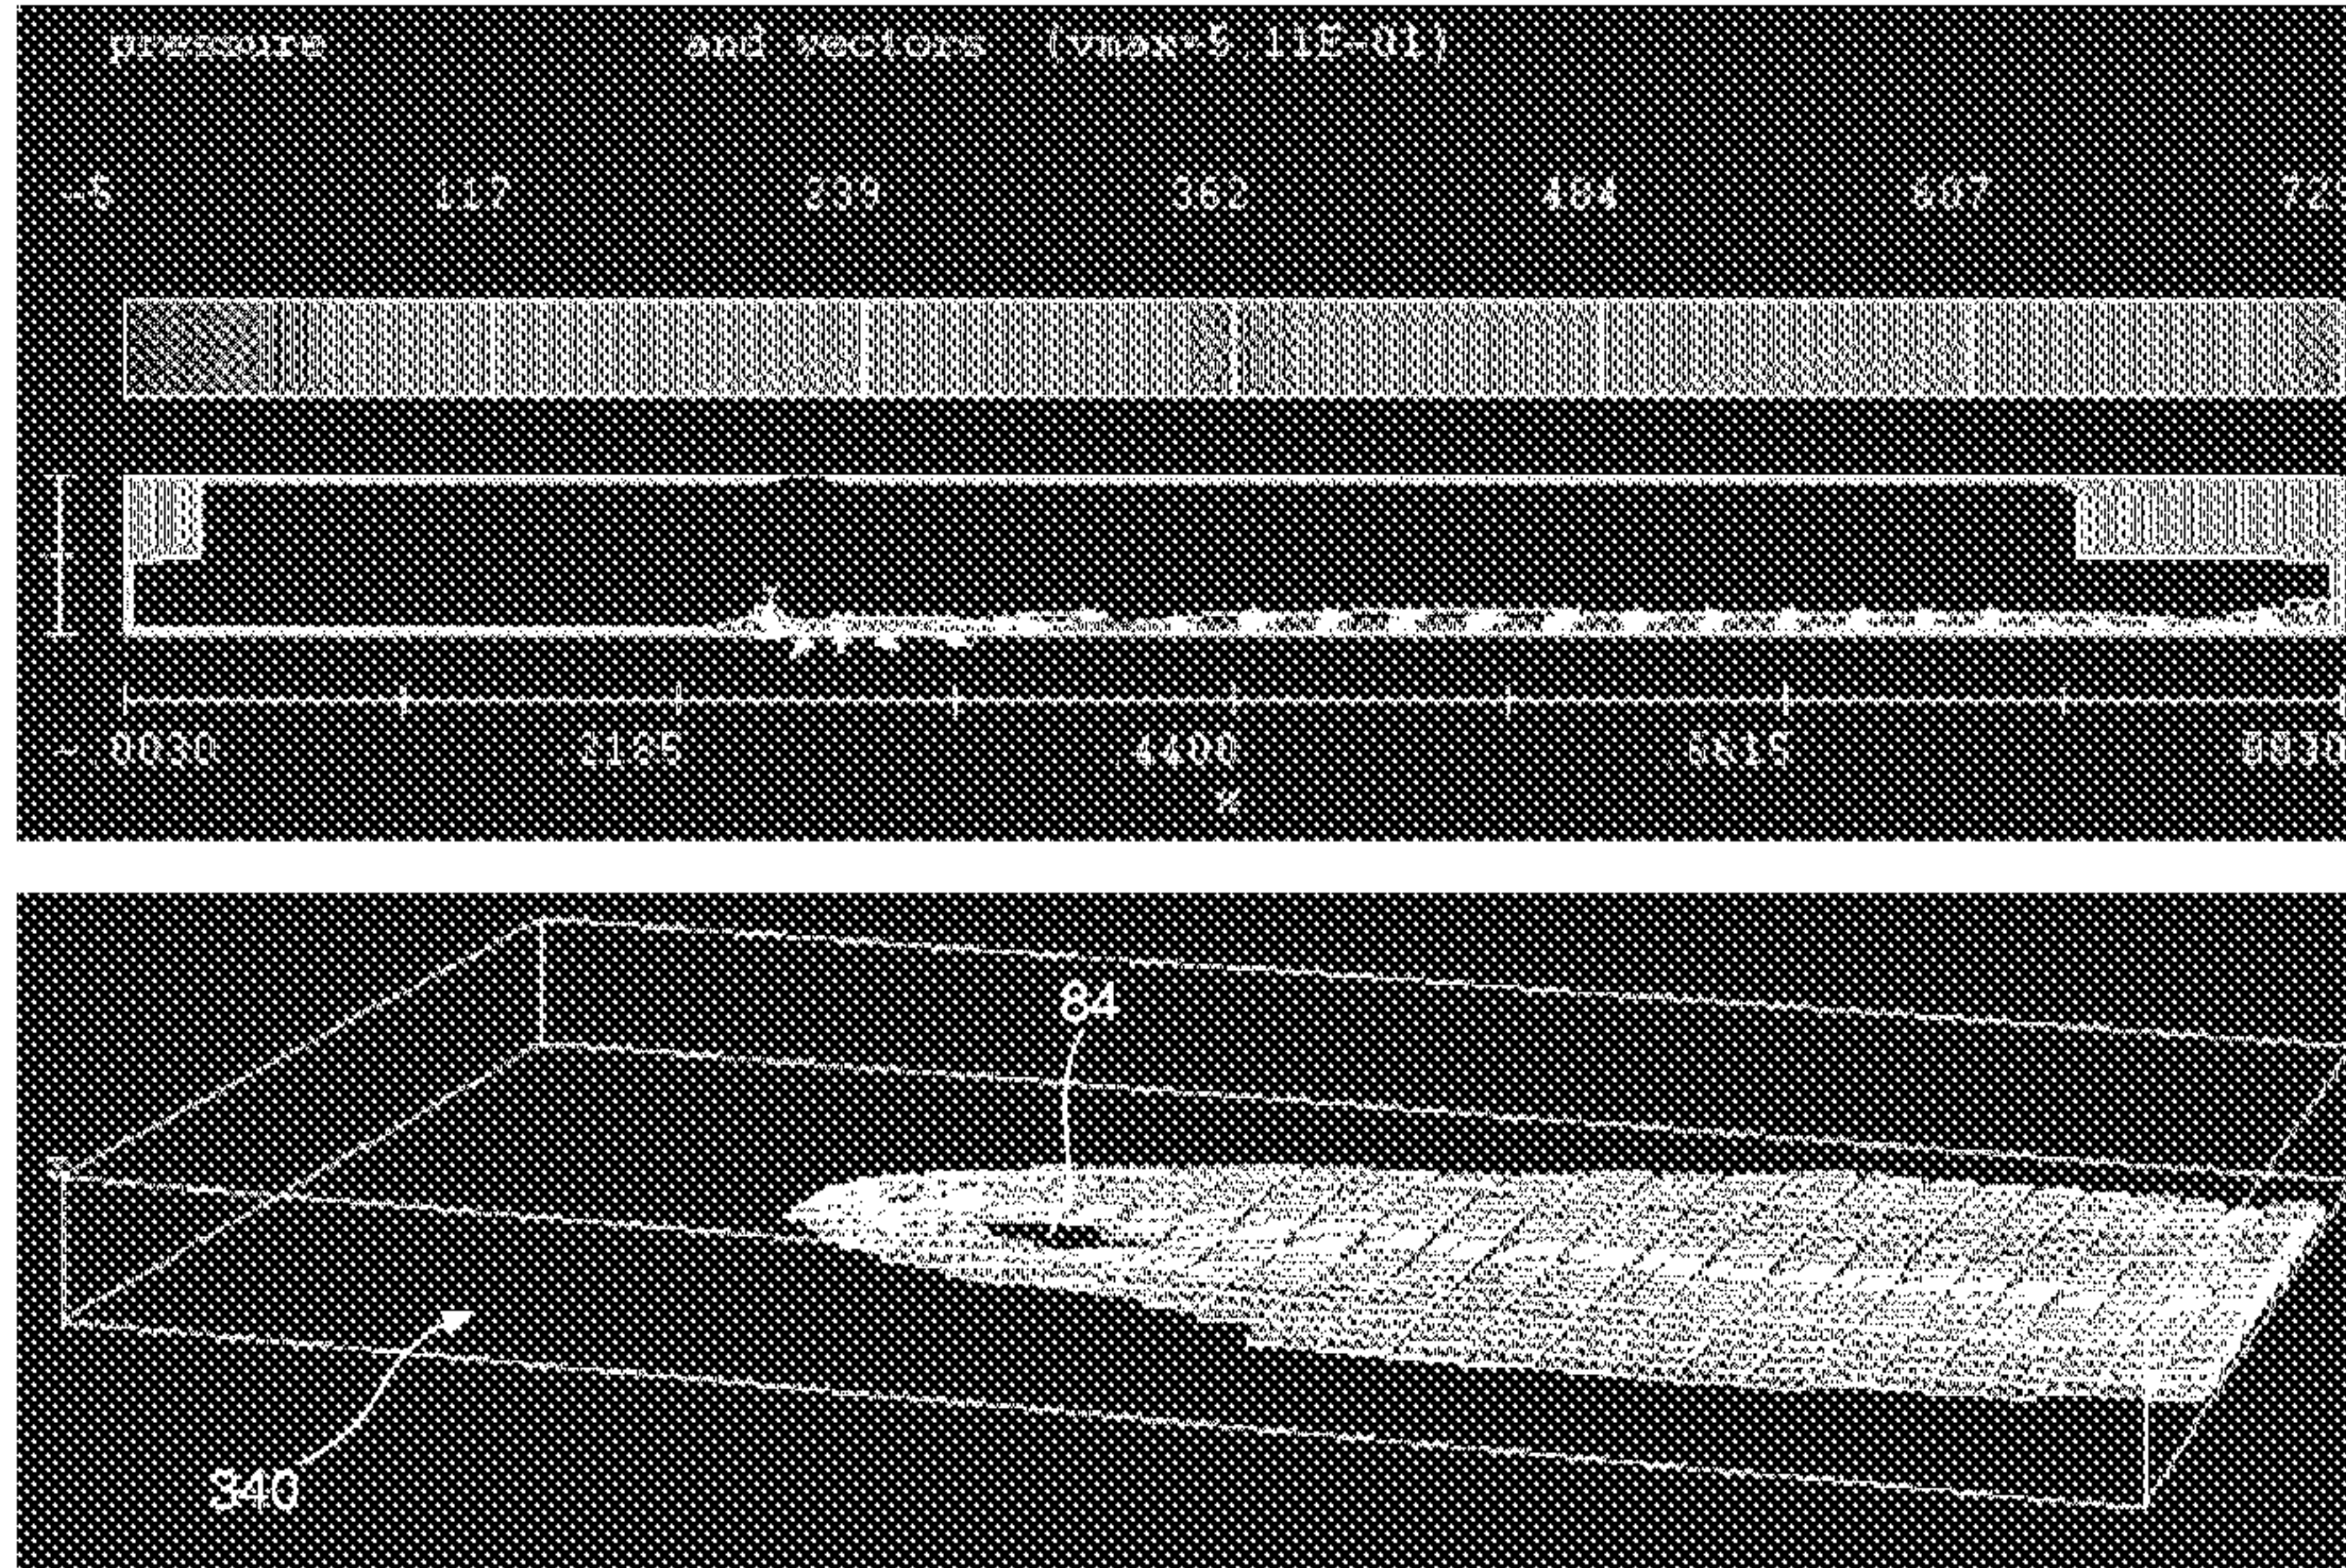 pressure and vectors (vmax=5.11E-01)
-5 117 239 362 484 607
-.0030 .2185 .4400 .6615 .8830
x
84
340